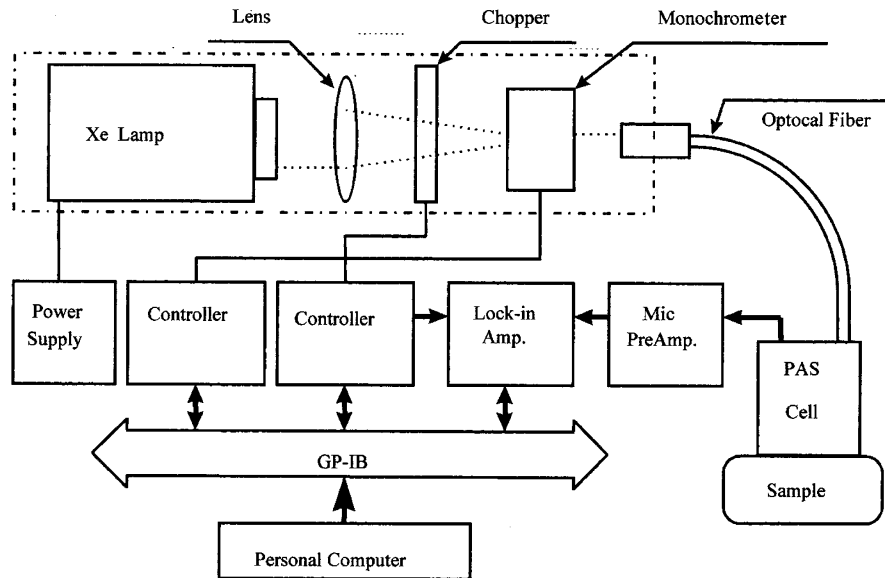 Lens
Chopper
Monochrometer
Xe Lamp
Optocal Fiber
Power
Supply
Controller
Controller
Lock-in
Amp.
Mic
PreAmp.
PAS
Cell
GP-IB
Sample
Personal Computer